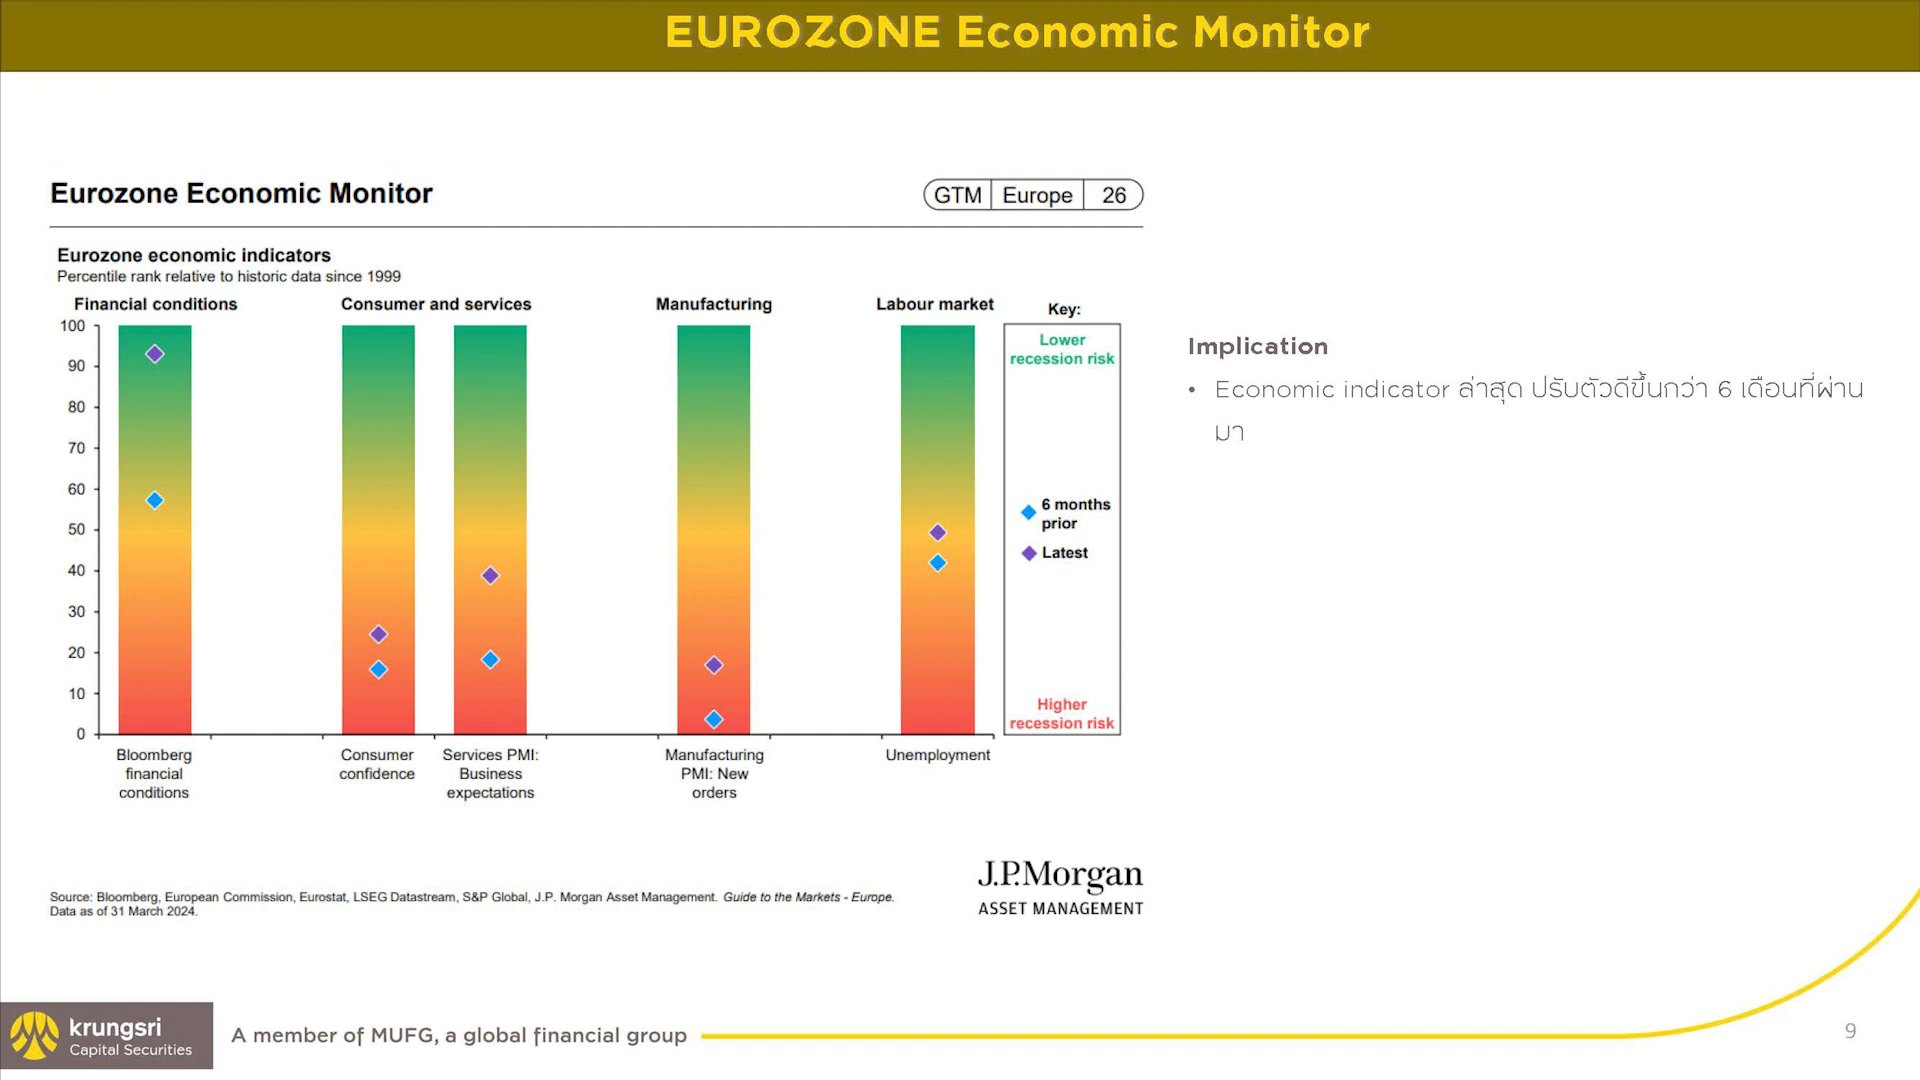 EUROZONE Economic Monitor
Eurozone Economic Monitor
GTM Europe 26
Eurozone economic indicators
Percentile rank relative to historic data since 1999
Financial conditions
Consumer and services
Manufacturing
Labour market
Key:
100
90
80
70
60
50
40
30
20
10
0
Lower
recession risk
6 months
prior
Latest
Higher
recession risk
Bloomberg
financial
conditions
Consumer
confidence
Services PMI:
Business
expectations
Manufacturing
PMI: New
orders
Unemployment
Implication
• Economic indicator ล่าสุด ปรับตัวดีขึ้นกว่า 6 เดือนที่ผ่าน
มา
Source: Bloomberg, European Commission, Eurostat, LSEG Datastream, S&P Global, J.P. Morgan Asset Management. Guide to the Markets - Europe.
Data as of 31 March 2024.
J.P.Morgan
ASSET MANAGEMENT
krungsri
Capital Securities
A member of MUFG, a global financial group
9